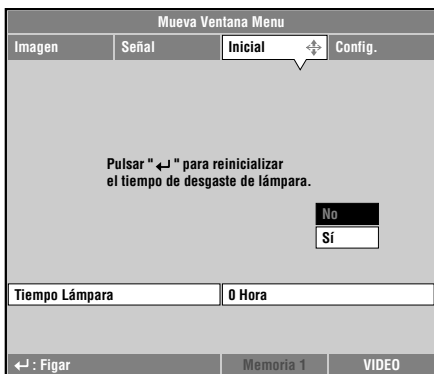 Mueva Ventana Menu
Imagen Señal Inicial Config.
Pulsar " ↵ " para reinicializar
el tiempo de desgaste de lámpara.
No
Sí
Tiempo Lámpara 0 Hora
↵ : Figar Memoria 1 VIDEO